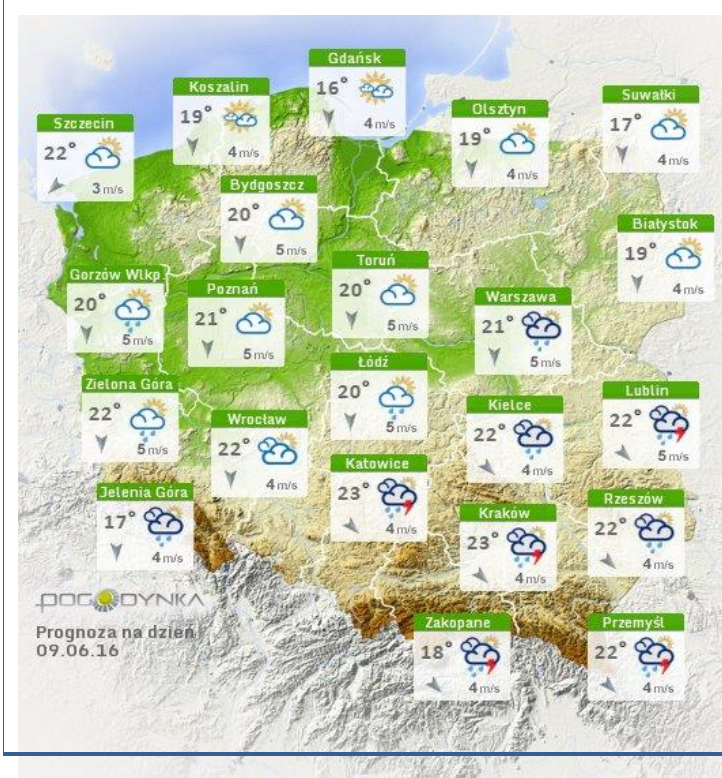 Gdańsk
16°
4 m/s
Koszalin
19°
4 m/s
Olsztyn
19°
4 m/s
Suwałki
17°
4 m/s
Szczecin
22°
3 m/s
Bydgoszcz
20°
5 m/s
Białystok
19°
4 m/s
Gorzów Wlkp
20°
5 m/s
Poznań
21°
5 m/s
Toruń
20°
5 m/s
Warszawa
21°
5 m/s
Zielona Góra
22°
5 m/s
Wrocław
22°
4 m/s
Łódź
20°
5 m/s
Kielce
22°
4 m/s
Lublin
22°
5 m/s
Jelenia Góra
17°
4 m/s
Katowice
23°
4 m/s
Kraków
23°
4 m/s
Rzeszów
22°
4 m/s
Zakopane
18°
4 m/s
Przemyśl
22°
4 m/s
POGODYNKA
Prognoza na dzień
09.06.16